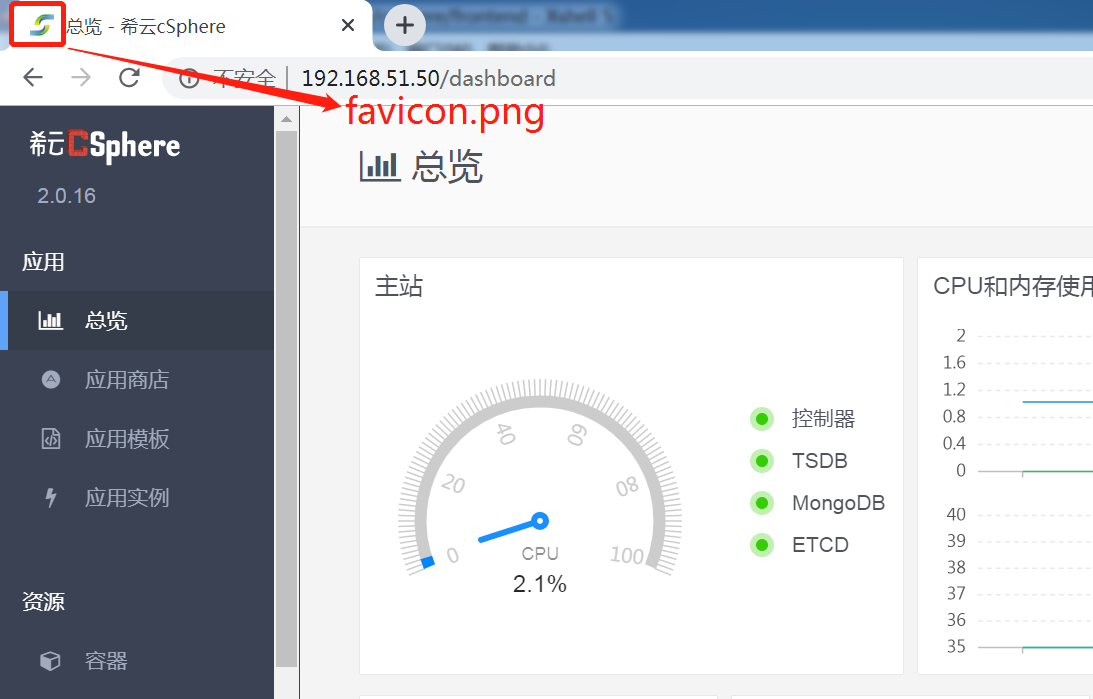 总览 - 希云cSphere
不安全
192.168.51.50/dashboard
favicon.png
希云CSphere
2.0.16
应用
总览
应用商店
应用模板
应用实例
资源
容器
总览
主站
0
20
40
60
80
100
CPU
2.1%
控制器
TSDB
MongoDB
ETCD
CPU和内存使用
2
1.6
1.2
0.8
0.4
0
40
39
38
37
36
35